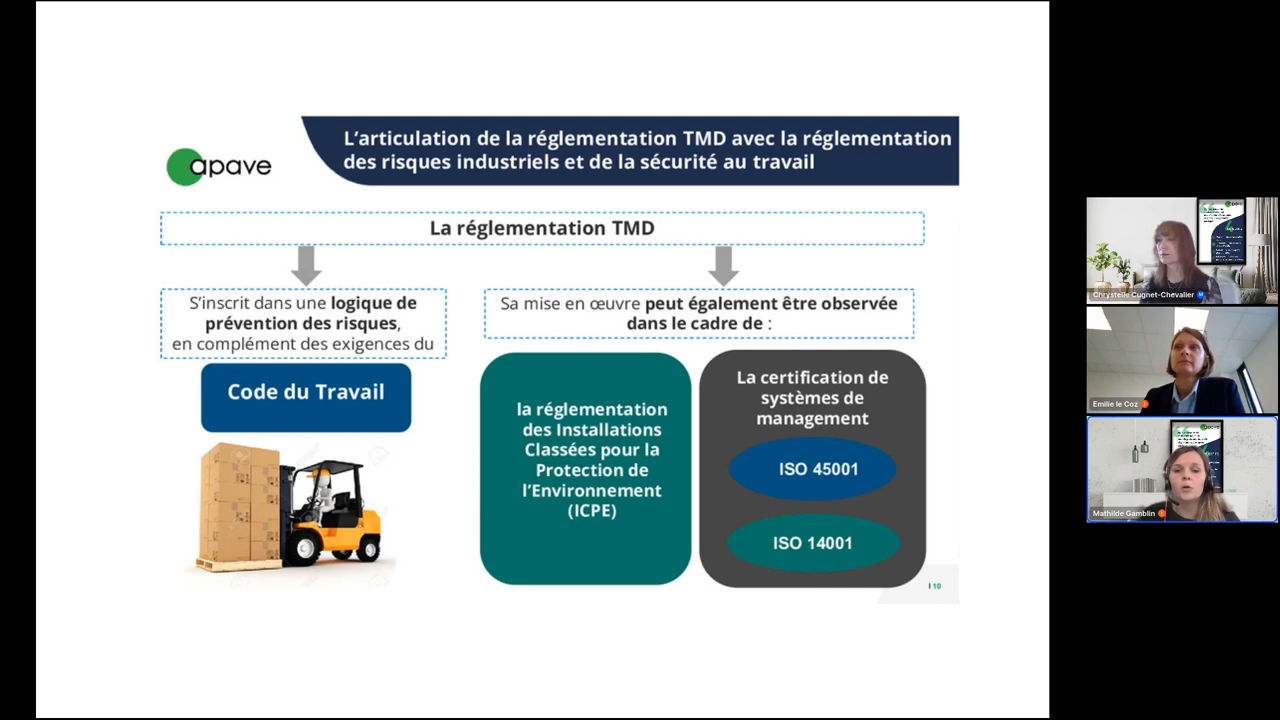 L’articulation de la réglementation TMD avec la réglementation
des risques industriels et de la sécurité au travail
apave
La réglementation TMD
S’inscrit dans une logique de
prévention des risques,
en complément des exigences du
Code du Travail
Sa mise en œuvre peut également être observée
dans le cadre de :
la réglementation
des Installations
Classées pour la
Protection de
l’Environnement
(ICPE)
La certification de
systèmes de
management
ISO 45001
ISO 14001
10
apave
Chrystelle Cugnet-Chevalier
Emilie le Coz
apave
Mathilde Gamblin